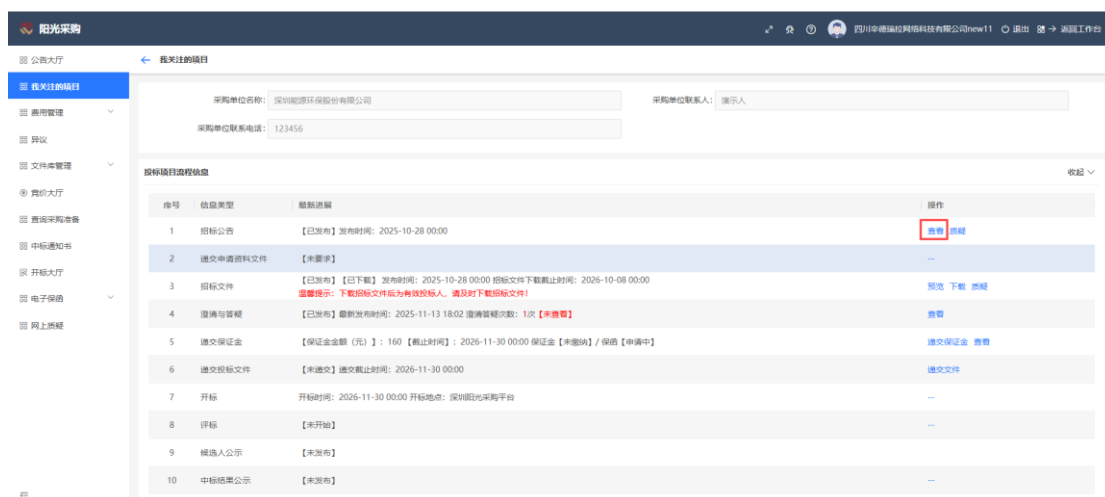 阳光采购
四川辛德瑞拉网络科技有限公司new11 退出 返回工作台
公告大厅
我关注的项目
费用管理
异议
文件库管理
竞价大厅
查询采购准备
中标通知书
开标大厅
电子保函
网上质疑
← 我关注的项目
采购单位名称: 深圳能源环保股份有限公司 采购单位联系人: 演示人
采购单位联系电话: 123456
投标项目流程信息 收起
序号 信息类型 最新进展 操作
1 招标公告 【已发布】发布时间: 2025-10-28 00:00 查看 质疑
2 递交申请资料文件 【未要求】 --
3 招标文件 【已发布】【已下载】 发布时间: 2025-10-28 00:00 招标文件下载截止时间: 2026-10-08 00:00 预览 下载 质疑
温馨提示: 下载招标文件后为有效投标人, 请及时下载招标文件!
4 澄清与答疑 【已发布】最新发布时间: 2025-11-13 18:02 澄清答疑次数: 1次【未查看】 查看
5 递交保证金 【保证金金额（元）】: 160 【截止时间】: 2026-11-30 00:00 保证金【未缴纳】/ 保函【申请中】 递交保证金 查看
6 递交投标文件 【未递交】递交截止时间: 2026-11-30 00:00 递交文件
7 开标 开标时间: 2026-11-30 00:00 开标地点: 深圳阳光采购平台 --
8 评标 【未开始】 --
9 候选人公示 【未发布】
10 中标结果公示 【未发布】 --